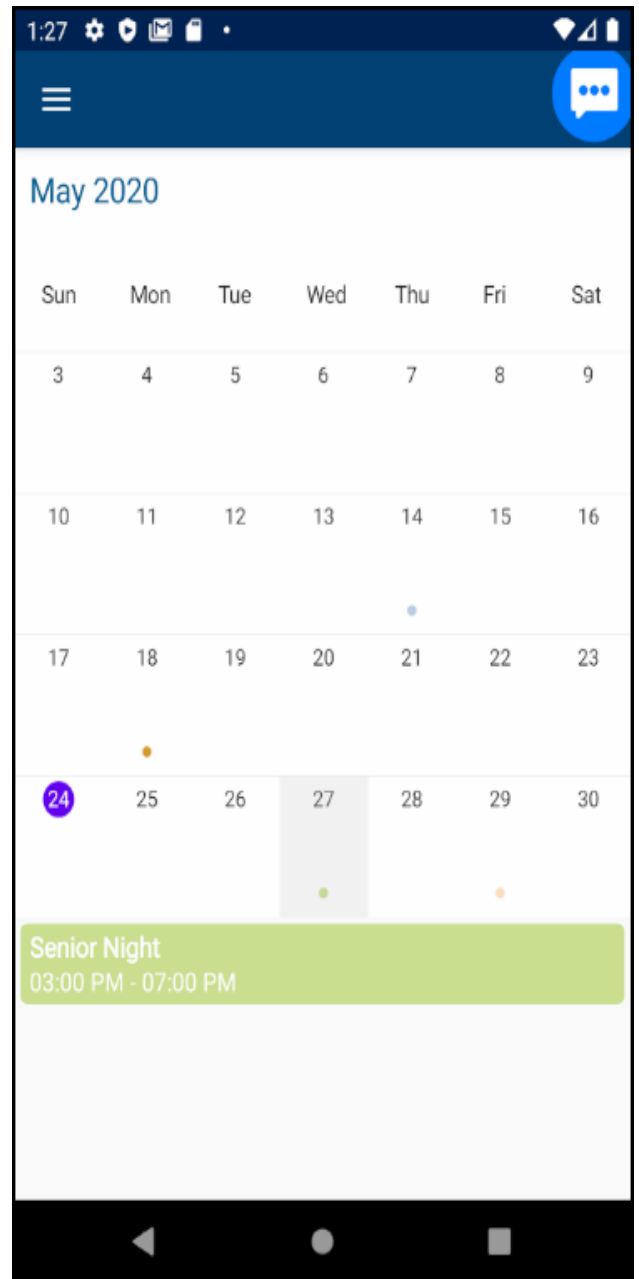 1:27
May 2020
Sun Mon Tue Wed Thu Fri Sat
3 4 5 6 7 8 9
10 11 12 13 14 15 16
17 18 19 20 21 22 23
24 25 26 27 28 29 30
Senior Night
03:00 PM - 07:00 PM